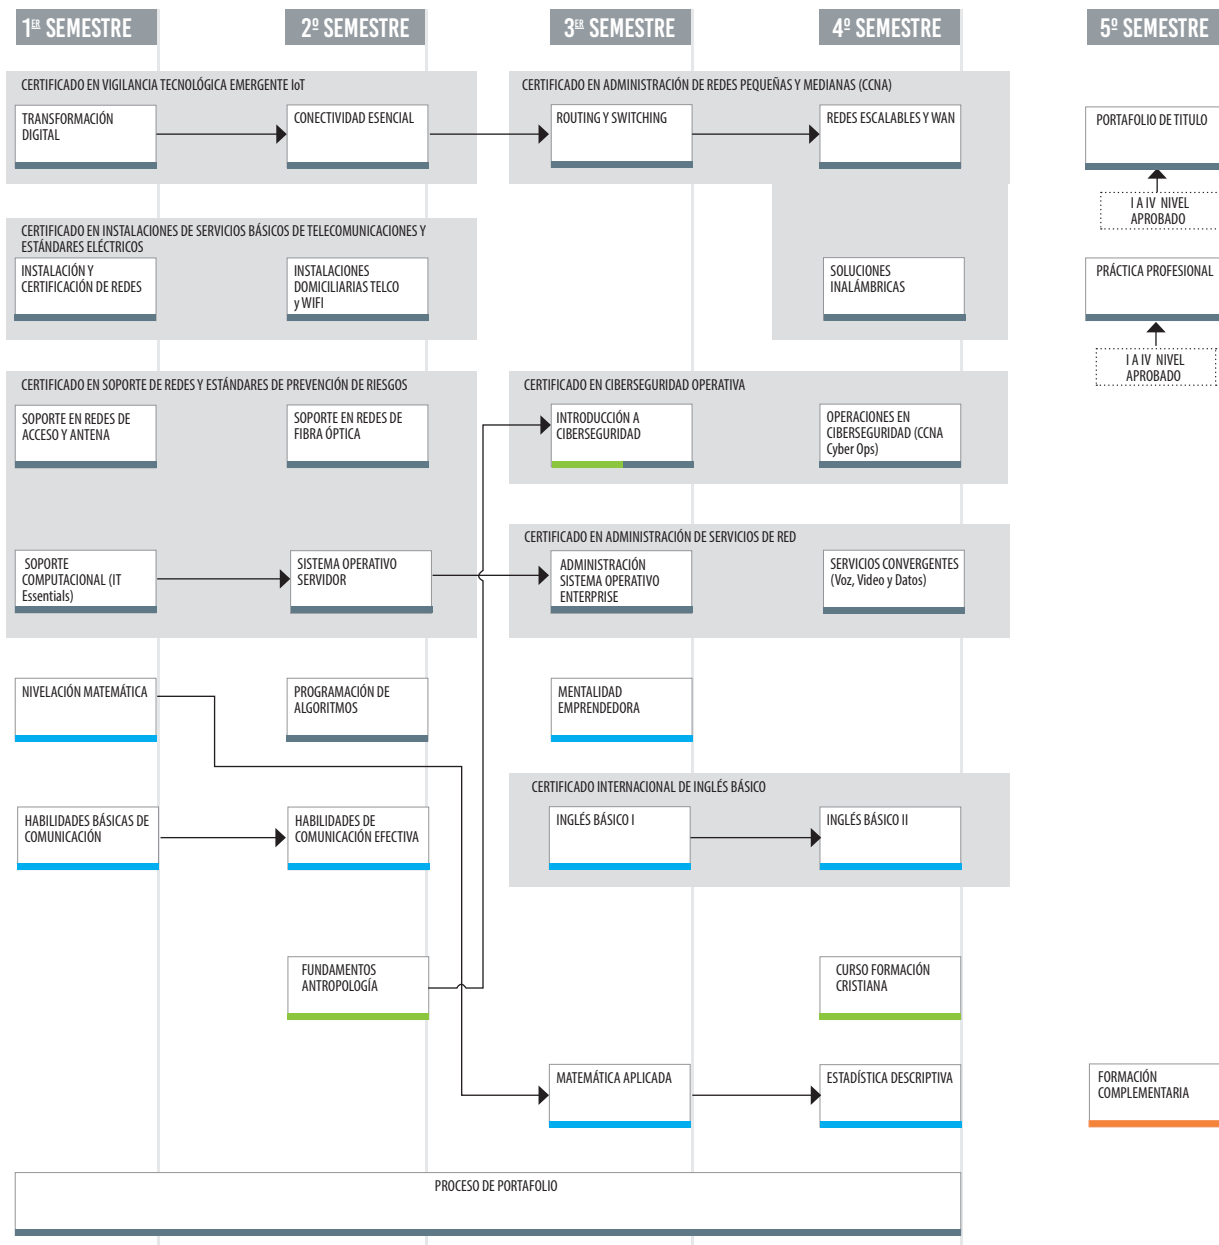 1ER SEMESTRE
2º SEMESTRE
3ER SEMESTRE
4º SEMESTRE
5º SEMESTRE
CERTIFICADO EN VIGILANCIA TECNOLÓGICA EMERGENTE IoT
TRANSFORMACIÓN
DIGITAL
CONECTIVIDAD ESENCIAL
CERTIFICADO EN ADMINISTRACIÓN DE REDES PEQUEÑAS Y MEDIANAS (CCNA)
ROUTING Y SWITCHING
REDES ESCALABLES Y WAN
PORTAFOLIO DE TITULO
I A IV NIVEL
APROBADO
CERTIFICADO EN INSTALACIONES DE SERVICIOS BÁSICOS DE TELECOMUNICACIONES Y
ESTÁNDARES ELÉCTRICOS
INSTALACIÓN Y
CERTIFICACIÓN DE REDES
INSTALACIONES
DOMICILIARIAS TELCO
y WIFI
SOLUCIONES
INALÁMBRICAS
PRÁCTICA PROFESIONAL
I A IV NIVEL
APROBADO
CERTIFICADO EN SOPORTE DE REDES Y ESTÁNDARES DE PREVENCIÓN DE RIESGOS
SOPORTE EN REDES DE
ACCESO Y ANTENA
SOPORTE EN REDES DE
FIBRA ÓPTICA
CERTIFICADO EN CIBERSEGURIDAD OPERATIVA
INTRODUCCIÓN A
CIBERSEGURIDAD
OPERACIONES EN
CIBERSEGURIDAD (CCNA
Cyber Ops)
SOPORTE
COMPUTACIONAL (IT
Essentials)
SISTEMA OPERATIVO
SERVIDOR
CERTIFICADO EN ADMINISTRACIÓN DE SERVICIOS DE RED
ADMINISTRACIÓN
SISTEMA OPERATIVO
ENTERPRISE
SERVICIOS CONVERGENTES
(Voz, Video y Datos)
NIVELACIÓN MATEMÁTICA
PROGRAMACIÓN DE
ALGORITMOS
MENTALIDAD
EMPRENDEDORA
HABILIDADES BÁSICAS DE
COMUNICACIÓN
HABILIDADES DE
COMUNICACIÓN EFECTIVA
CERTIFICADO INTERNACIONAL DE INGLÉS BÁSICO
INGLÉS BÁSICO I
INGLÉS BÁSICO II
FUNDAMENTOS
ANTROPOLOGÍA
CURSO FORMACIÓN
CRISTIANA
MATEMÁTICA APLICADA
ESTADÍSTICA DESCRIPTIVA
FORMACIÓN
COMPLEMENTARIA
PROCESO DE PORTAFOLIO